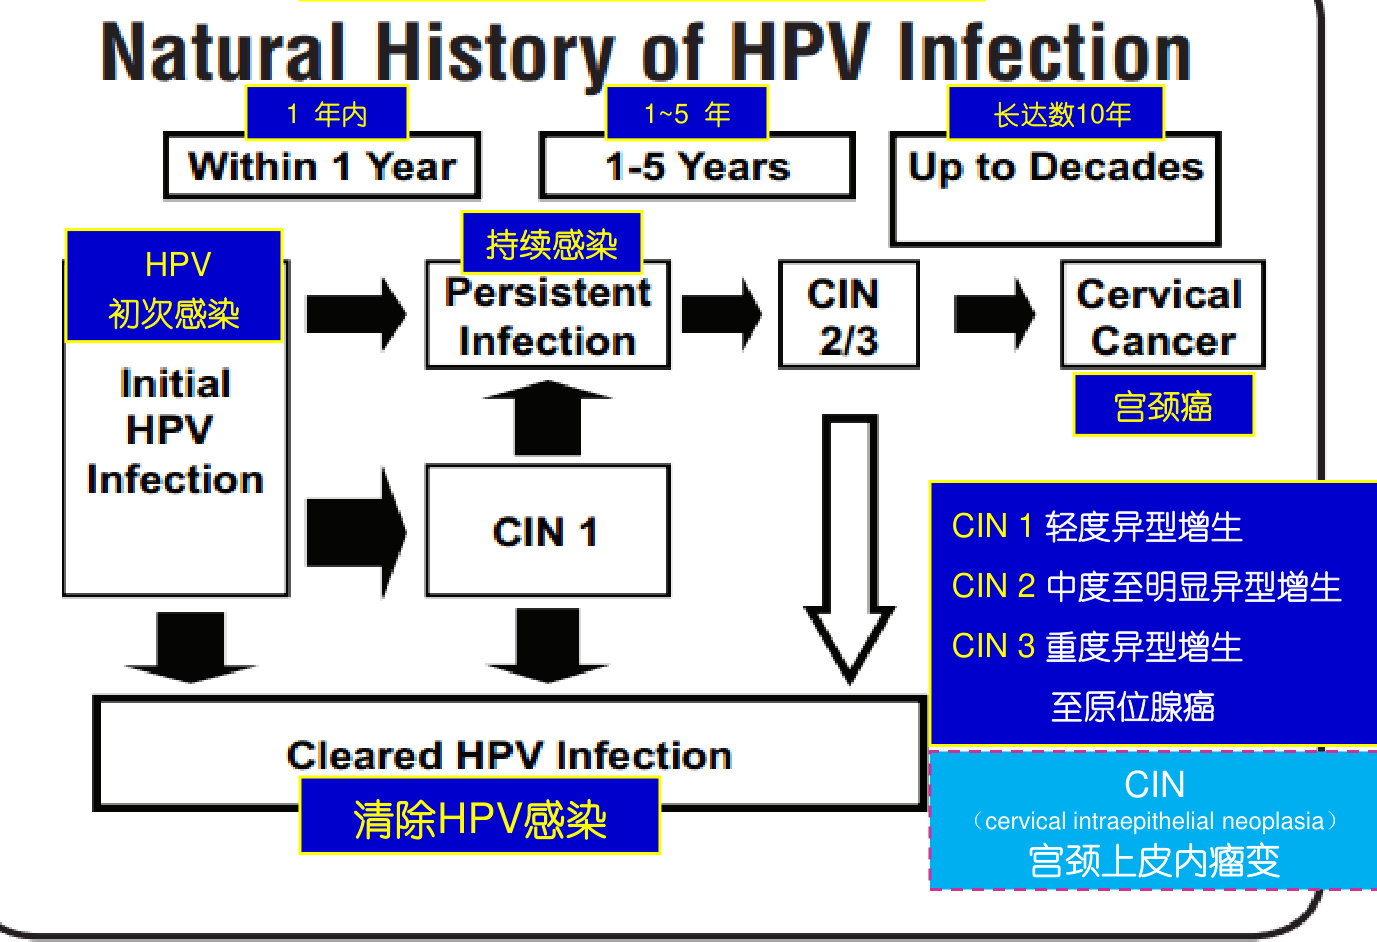 Natural History of HPV Infection
1 年内
1~5 年
长达数10年
Within 1 Year
1-5 Years
Up to Decades
HPV
初次感染
Initial
HPV
Infection
持续感染
Persistent
Infection
CIN
2/3
Cervical
Cancer
宫颈癌
CIN 1
CIN 1 轻度异型增生
CIN 2 中度至明显异型增生
CIN 3 重度异型增生
至原位腺癌
Cleared HPV Infection
清除HPV感染
CIN
（cervical intraepithelial neoplasia）
宫颈上皮内瘤变